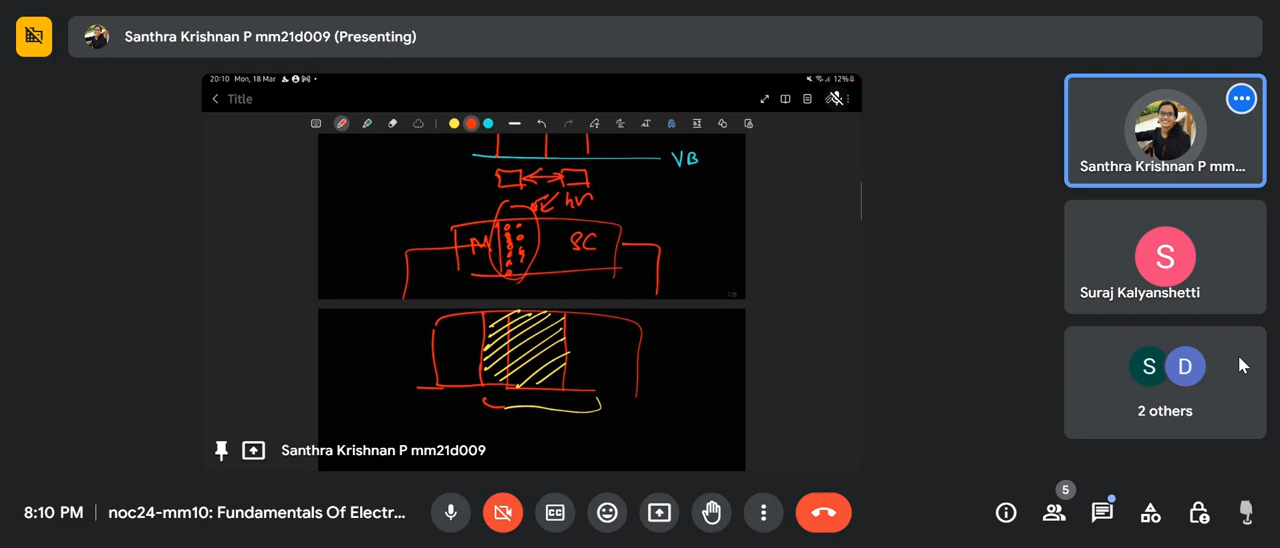 Santhra Krishnan P mm21d009 (Presenting)
20:10 Mon, 18 Mar
12%
Title
VB
hν
M
SC
Santhra Krishnan P mm21d009
Santhra Krishnan P mm...
S
Suraj Kalyanshetti
S D
2 others
8:10 PM | noc24-mm10: Fundamentals Of Electr...
5